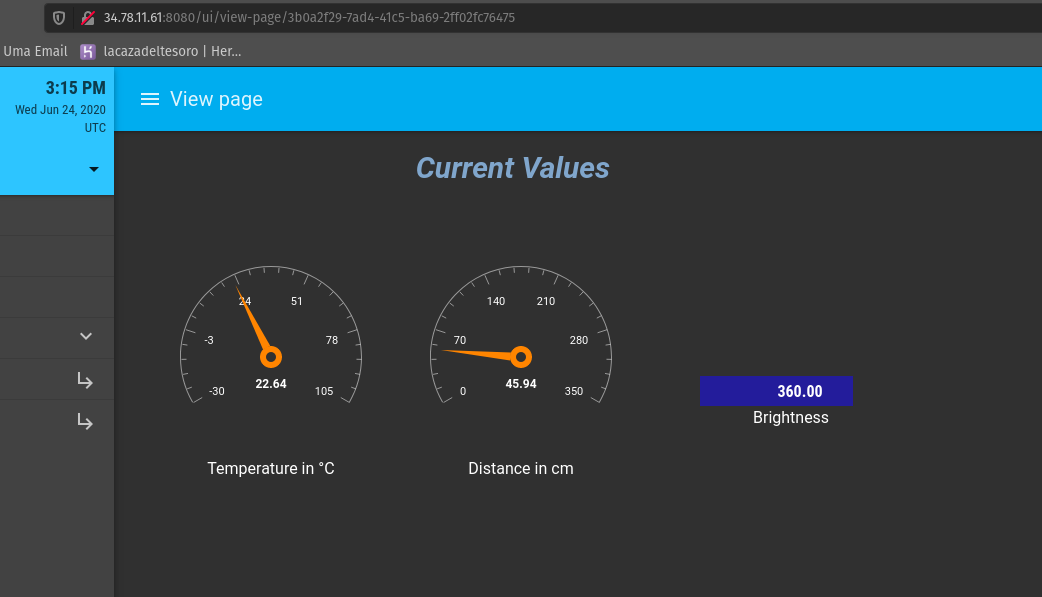 34.78.11.61:8080/ui/view-page/3b0a2f29-7ad4-41c5-ba69-2ff02fc76475
Uma Email lacazadeltesoro | Her...
3:15 PM
Wed Jun 24, 2020
UTC
View page
Current Values
24 51
-3 78
-30 105
22.64
Temperature in °C
140 210
70 280
0 350
45.94
Distance in cm
360.00
Brightness